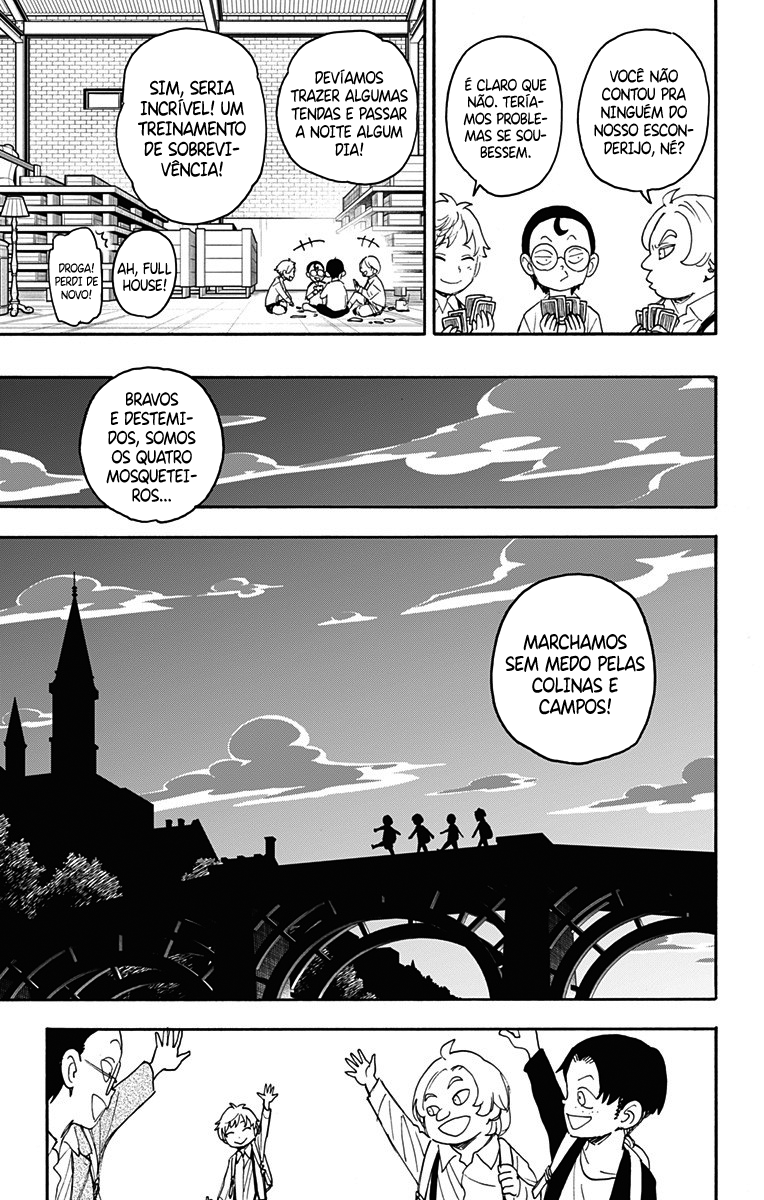 VOCÊ NÃO
CONTOU PRA
NINGUÉM DO
NOSSO ESCON-
DERIJO, NÉ?
É CLARO QUE
NÃO. TERÍA-
MOS PROBLE-
MAS SE SOU-
BESSEM.
DEVÍAMOS
TRAZER ALGUMAS
TENDAS E PASSAR
A NOITE ALGUM
DIA!
SIM, SERIA
INCRÍVEL! UM
TREINAMENTO
DE SOBREVI-
VÊNCIA!
AH, FULL
HOUSE!
DROGA!
PERDI DE
NOVO!
BRAVOS
E DESTEMI-
DOS, SOMOS
OS QUATRO
MOSQUETEI-
ROS...
MARCHAMOS
SEM MEDO PELAS
COLINAS E
CAMPOS!